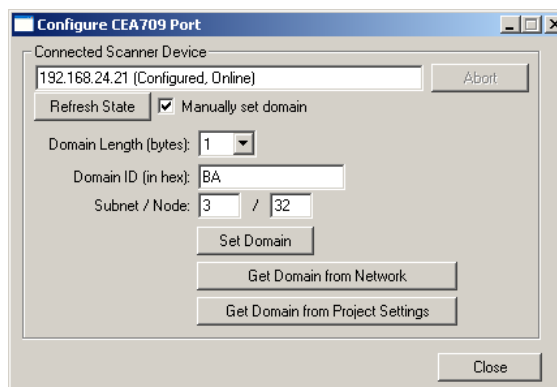 Configure CEA709 Port
Connected Scanner Device
192.168.24.21 (Configured, Online)
Abort
Refresh State
Manually set domain
Domain Length (bytes): 1
Domain ID (in hex): BA
Subnet / Node: 3 / 32
Set Domain
Get Domain from Network
Get Domain from Project Settings
Close